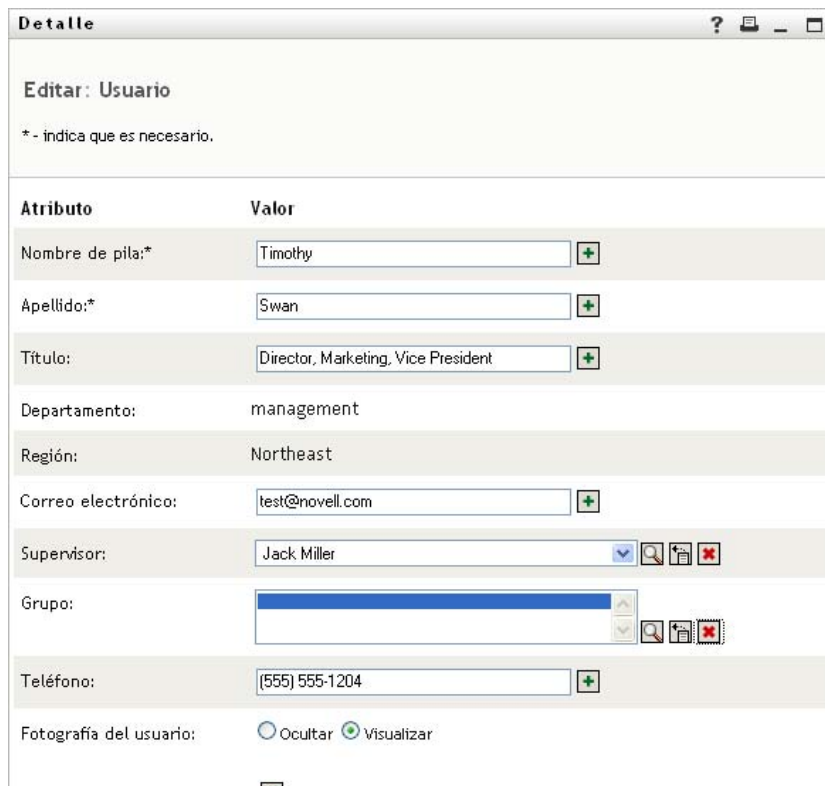 Detalle ?
Editar: Usuario
* - indica que es necesario.
Atributo Valor
Nombre de pila:* Timothy
Apellido:* Swan
Título: Director, Marketing, Vice President
Departamento: management
Región: Northeast
Correo electrónico: test@novell.com
Supervisor: Jack Miller
Grupo:
Teléfono: (555) 555-1204
Fotografía del usuario: Ocultar Visualizar